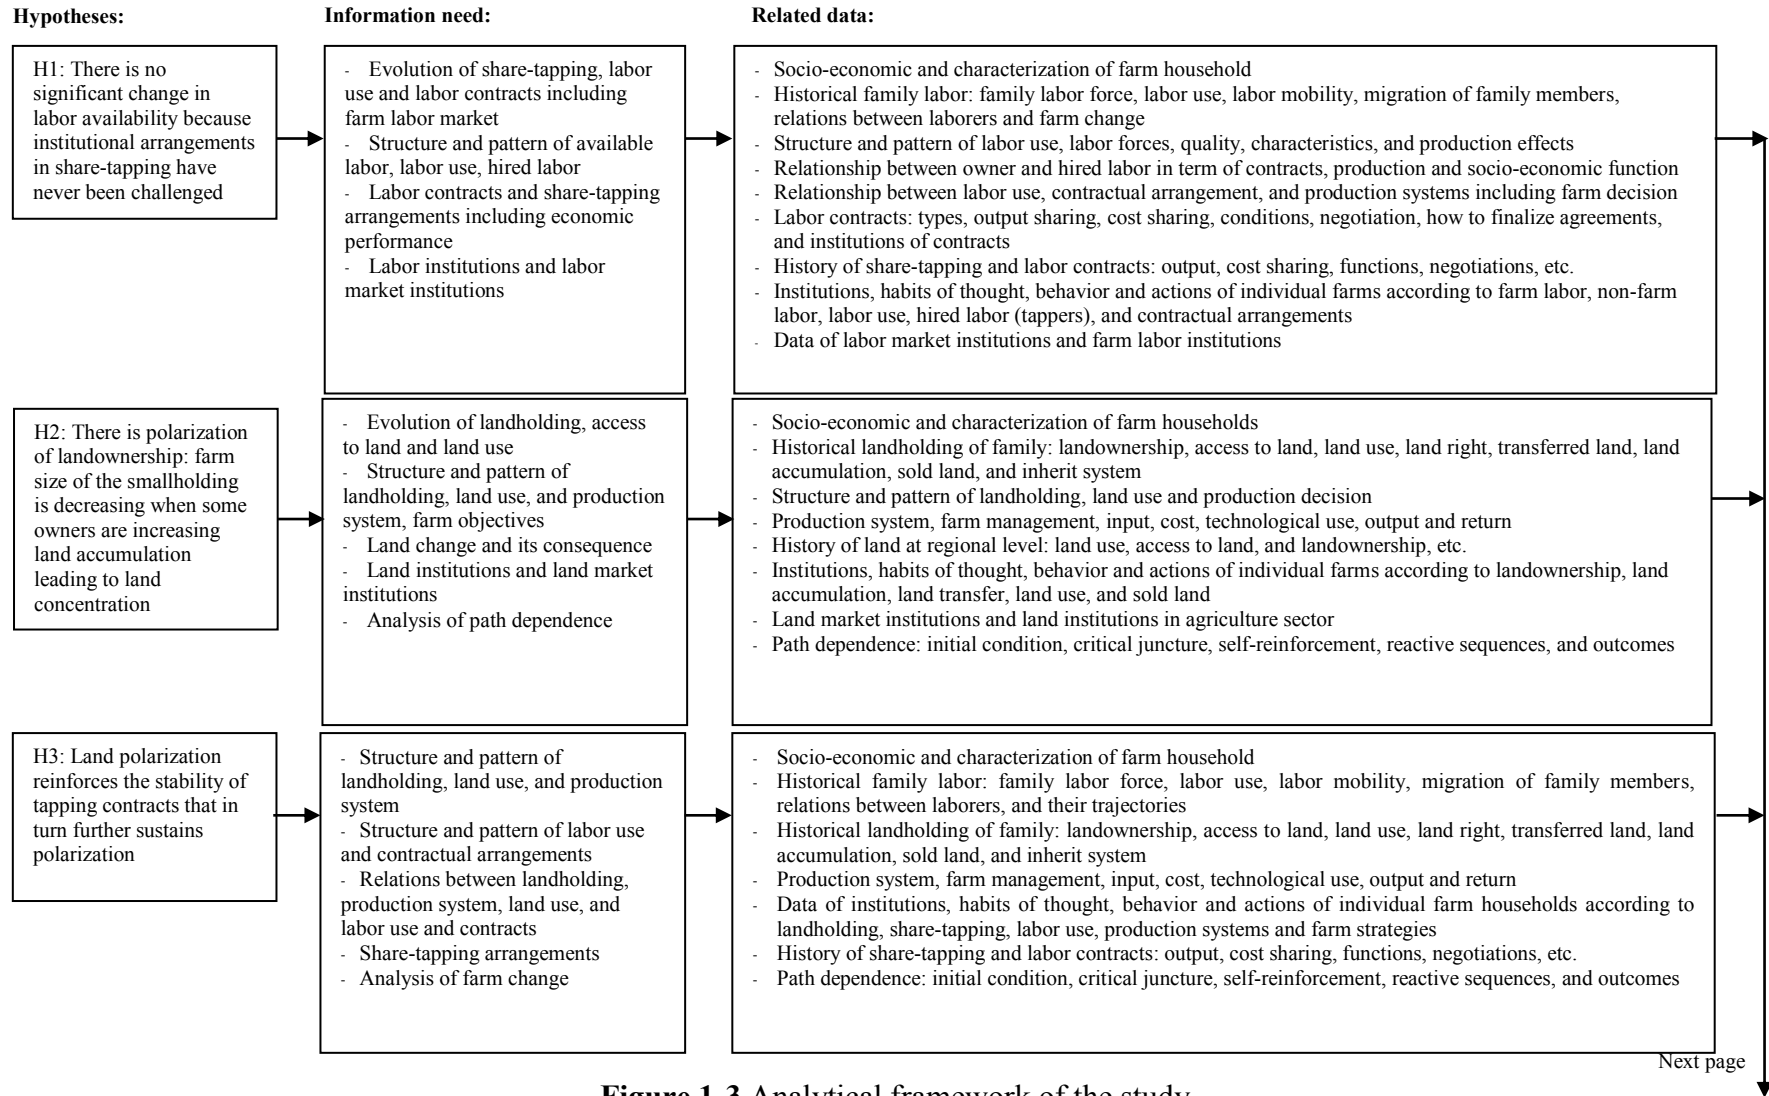 Hypotheses:
Information need:
Related data:
H1: There is no
significant change in
labor availability because
institutional arrangements
in share-tapping have
never been challenged
- Evolution of share-tapping, labor
use and labor contracts including
farm labor market
- Structure and pattern of available
labor, labor use, hired labor
- Labor contracts and share-tapping
arrangements including economic
performance
- Labor institutions and labor
market institutions
- Socio-economic and characterization of farm household
- Historical family labor: family labor force, labor use, labor mobility, migration of family members,
relations between laborers and farm change
- Structure and pattern of labor use, labor forces, quality, characteristics, and production effects
- Relationship between owner and hired labor in term of contracts, production and socio-economic function
- Relationship between labor use, contractual arrangement, and production systems including farm decision
- Labor contracts: types, output sharing, cost sharing, conditions, negotiation, how to finalize agreements,
and institutions of contracts
- History of share-tapping and labor contracts: output, cost sharing, functions, negotiations, etc.
- Institutions, habits of thought, behavior and actions of individual farms according to farm labor, non-farm
labor, labor use, hired labor (tappers), and contractual arrangements
- Data of labor market institutions and farm labor institutions
H2: There is polarization
of landownership: farm
size of the smallholding
is decreasing when some
owners are increasing
land accumulation
leading to land
concentration
- Evolution of landholding, access
to land and land use
- Structure and pattern of
landholding, land use, and production
system, farm objectives
- Land change and its consequence
- Land institutions and land market
institutions
- Analysis of path dependence
- Socio-economic and characterization of farm households
- Historical landholding of family: landownership, access to land, land use, land right, transferred land, land
accumulation, sold land, and inherit system
- Structure and pattern of landholding, land use and production decision
- Production system, farm management, input, cost, technological use, output and return
- History of land at regional level: land use, access to land, and landownership, etc.
- Institutions, habits of thought, behavior and actions of individual farms according to landownership, land
accumulation, land transfer, land use, and sold land
- Land market institutions and land institutions in agriculture sector
- Path dependence: initial condition, critical juncture, self-reinforcement, reactive sequences, and outcomes
H3: Land polarization
reinforces the stability of
tapping contracts that in
turn further sustains
polarization
- Structure and pattern of
landholding, land use, and production
system
- Structure and pattern of labor use
and contractual arrangements
- Relations between landholding,
production system, land use, and
labor use and contracts
- Share-tapping arrangements
- Analysis of farm change
- Socio-economic and characterization of farm household
- Historical family labor: family labor force, labor use, labor mobility, migration of family members,
relations between laborers, and their trajectories
- Historical landholding of family: landownership, access to land, land use, land right, transferred land, land
accumulation, sold land, and inherit system
- Production system, farm management, input, cost, technological use, output and return
- Data of institutions, habits of thought, behavior and actions of individual farm households according to
landholding, share-tapping, labor use, production systems and farm strategies
- History of share-tapping and labor contracts: output, cost sharing, functions, negotiations, etc.
- Path dependence: initial condition, critical juncture, self-reinforcement, reactive sequences, and outcomes
Next page
Figure 1-3 Analytical framework of the study